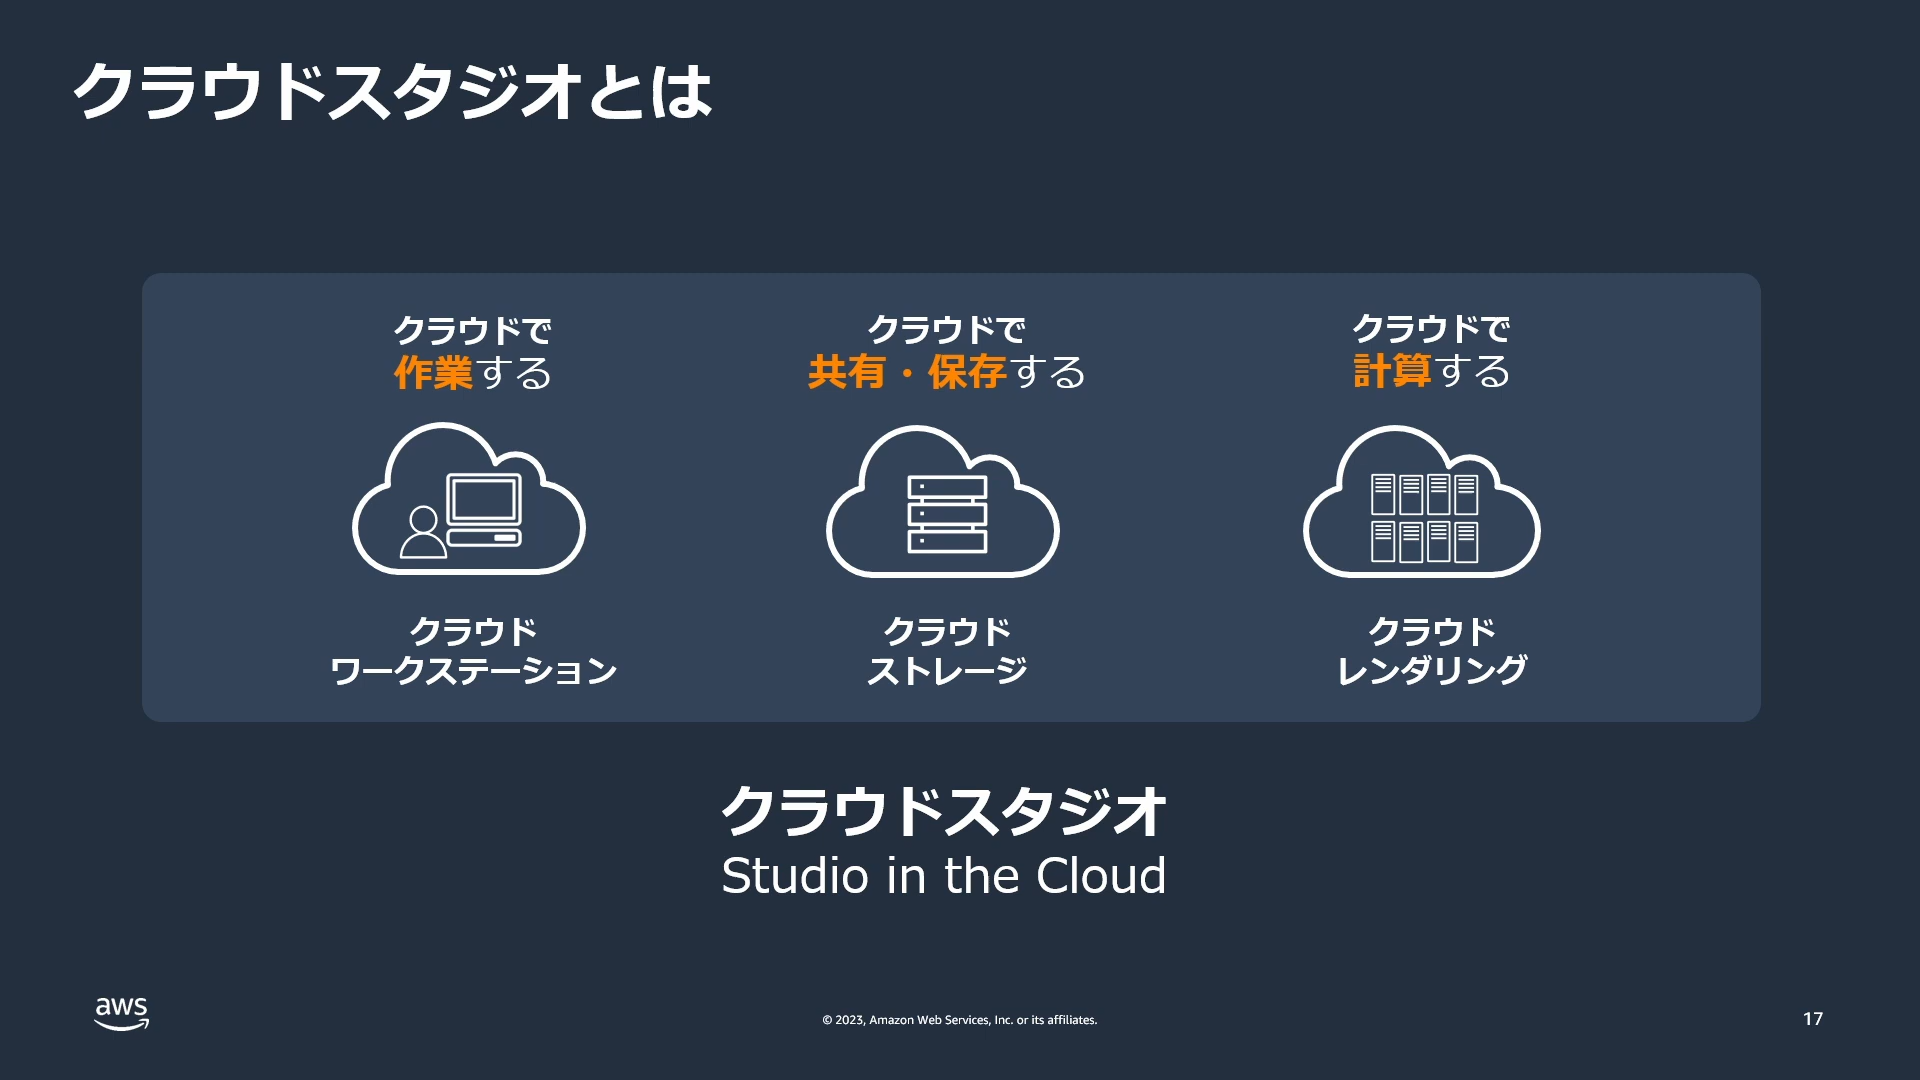 クラウドスタジオとは
クラウドで
作業する
クラウドで
共有・保存する
クラウドで
計算する
クラウド
ワークステーション
クラウド
ストレージ
クラウド
レンダリング
クラウドスタジオ
Studio in the Cloud
aws
© 2023, Amazon Web Services, Inc. or its affiliates.
17